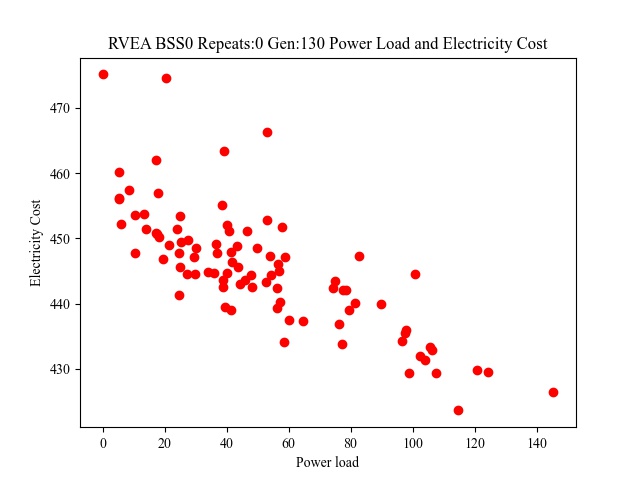 RVEA BSS0 Repeats:0 Gen:130 Power Load and Electricity Cost
470
460
450
440
430
Electricity Cost
0 20 40 60 80 100 120 140
Power load